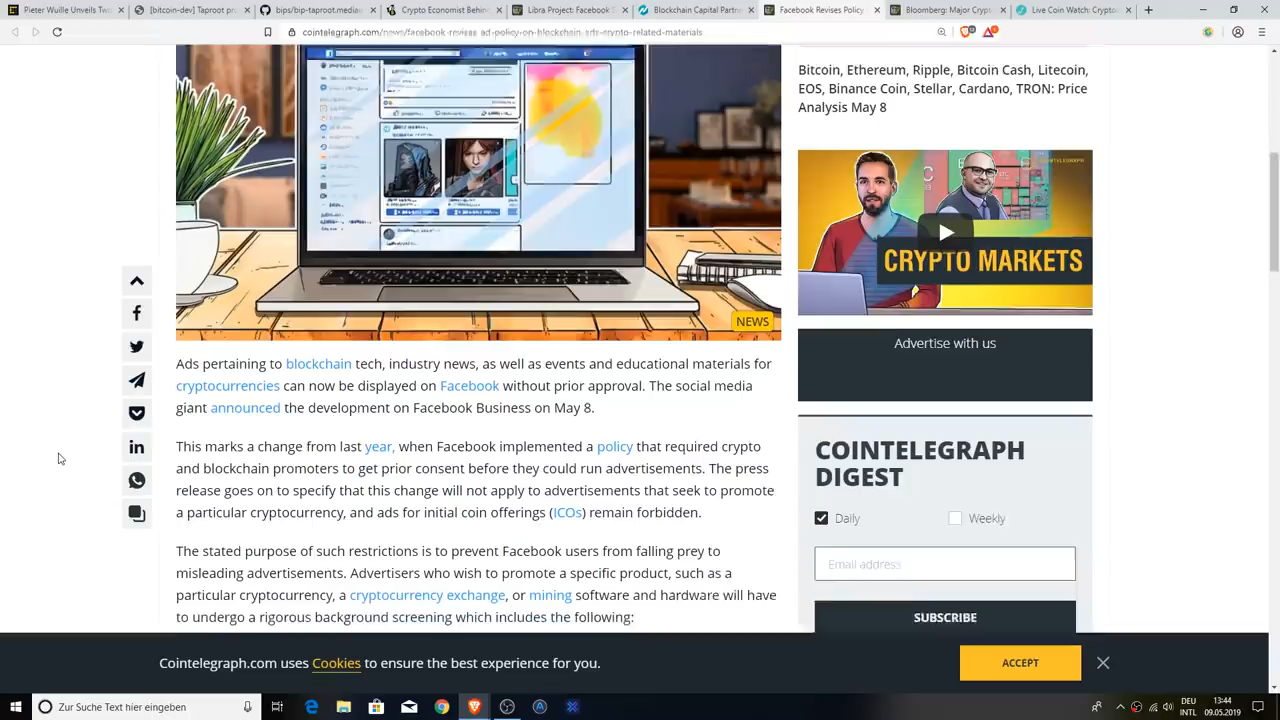 Pieter Wuille Unveils Two
[bitcoin-dev] Taproot pro
bips/bip-taproot.mediaw
Crypto Economist Behin
Libra Project: Facebook S
Blockchain Capital Partne
Facebook Revises Policy
Bloomberg: Major Crypt
Live Coin Watch: Crypto
cointelegraph.com/news/facebook-revises-ad-policy-on-blockchain-ads-crypto-related-materials
Bitcoin, Ethereum, Ripple, Bitcoin Cash, Litecoin,
EOS, Binance Coin, Stellar, Cardano, TRON: Price
Analysis May 8
COINTELEGRAPH
CRYPTO MARKETS
NEWS
Advertise with us
Ads pertaining to blockchain tech, industry news, as well as events and educational materials for
cryptocurrencies can now be displayed on Facebook without prior approval. The social media
giant announced the development on Facebook Business on May 8.
This marks a change from last year, when Facebook implemented a policy that required crypto
and blockchain promoters to get prior consent before they could run advertisements. The press
release goes on to specify that this change will not apply to advertisements that seek to promote
a particular cryptocurrency, and ads for initial coin offerings (ICOs) remain forbidden.
The stated purpose of such restrictions is to prevent Facebook users from falling prey to
misleading advertisements. Advertisers who wish to promote a specific product, such as a
particular cryptocurrency, a cryptocurrency exchange, or mining software and hardware will have
to undergo a rigorous background screening which includes the following:
COINTELEGRAPH
DIGEST
Daily
Weekly
Email address
SUBSCRIBE
Cointelegraph.com uses Cookies to ensure the best experience for you.
ACCEPT
Zur Suche Text hier eingeben
DEU
INTL
13:44
09.05.2019